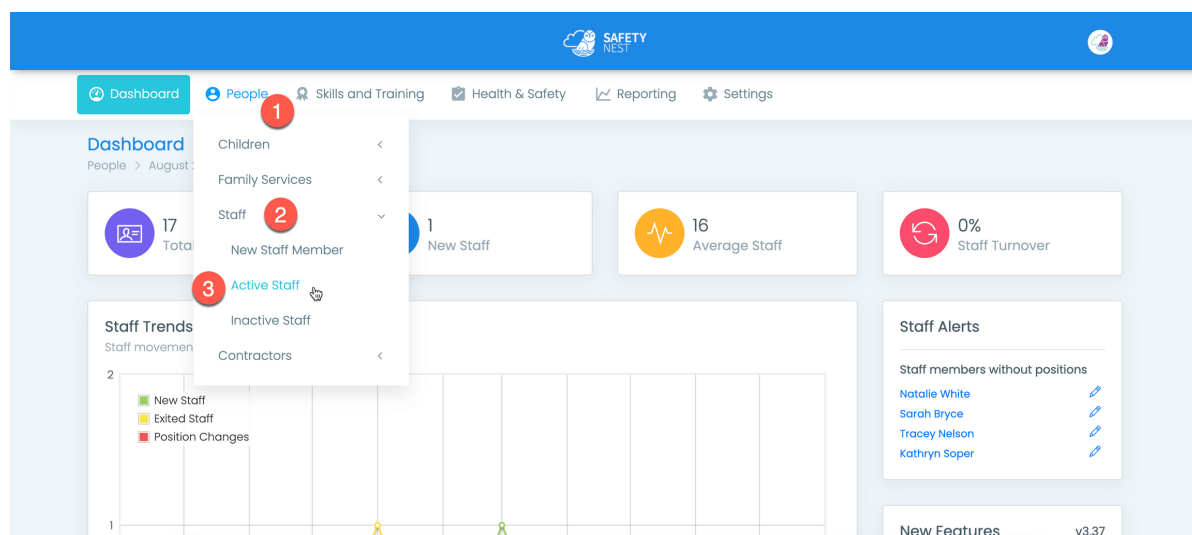 SAFETY
NEST
Dashboard People Skills and Training Health & Safety Reporting Settings
1
Dashboard
People > August
Children
Family Services
Staff 2
New Staff Member
3 Active Staff
Inactive Staff
Contractors
17
1
New Staff
16
Average Staff
0%
Staff Turnover
Staff Trends
Staff
2
New Staff
Exited Staff
Position Changes
1
Staff Alerts
Staff members without positions
Natalie White
Sarah Bryce
Tracey Nelson
Kathryn Soper
New Features v3.37